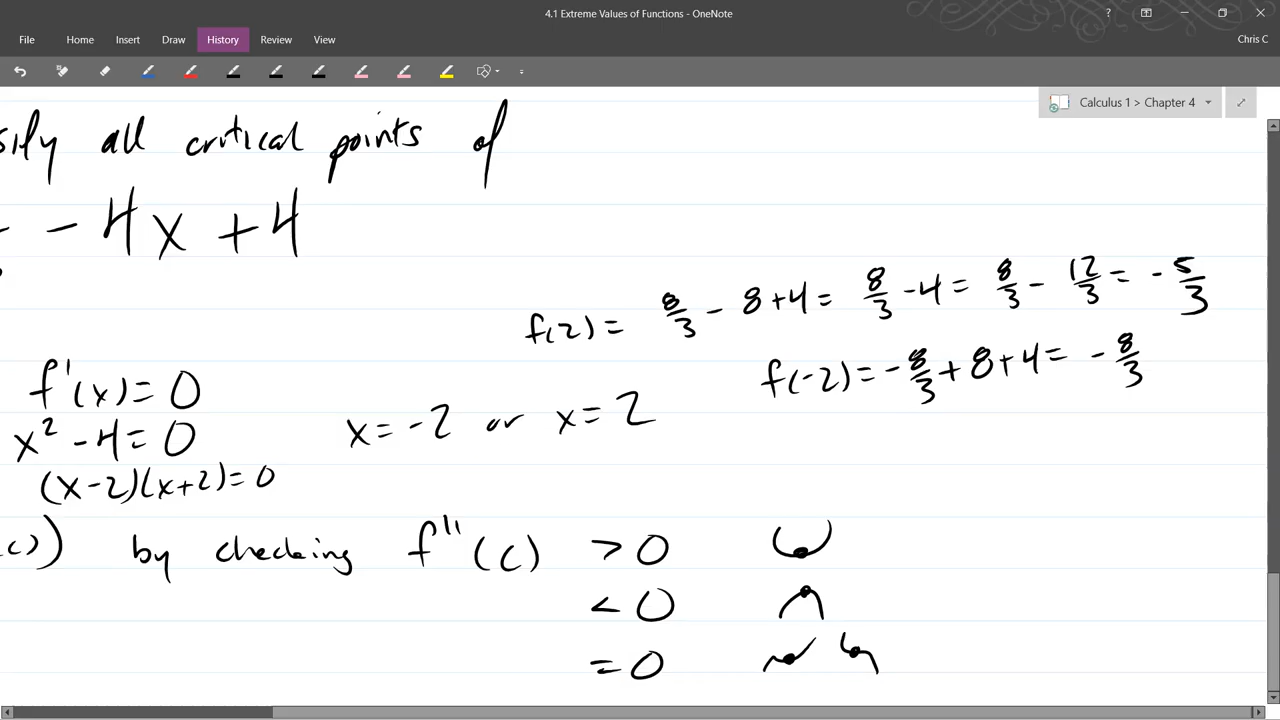 4.1 Extreme Values of Functions - OneNote
?
File Home Insert Draw History Review View
Chris C
Calculus 1 > Chapter 4
sify all critical points of
- 4x + 4
f(2) = 8/3 - 8 + 4 = 8/3 - 4 = 8/3 - 12/3 = - 5/3
f(-2) = - 8/3 + 8 + 4 = - 8/3
f'(x) = 0
x² - 4 = 0
x = -2 or x = 2
(x-2)(x+2) = 0
c)) by checking f''(c) > 0
< 0
= 0